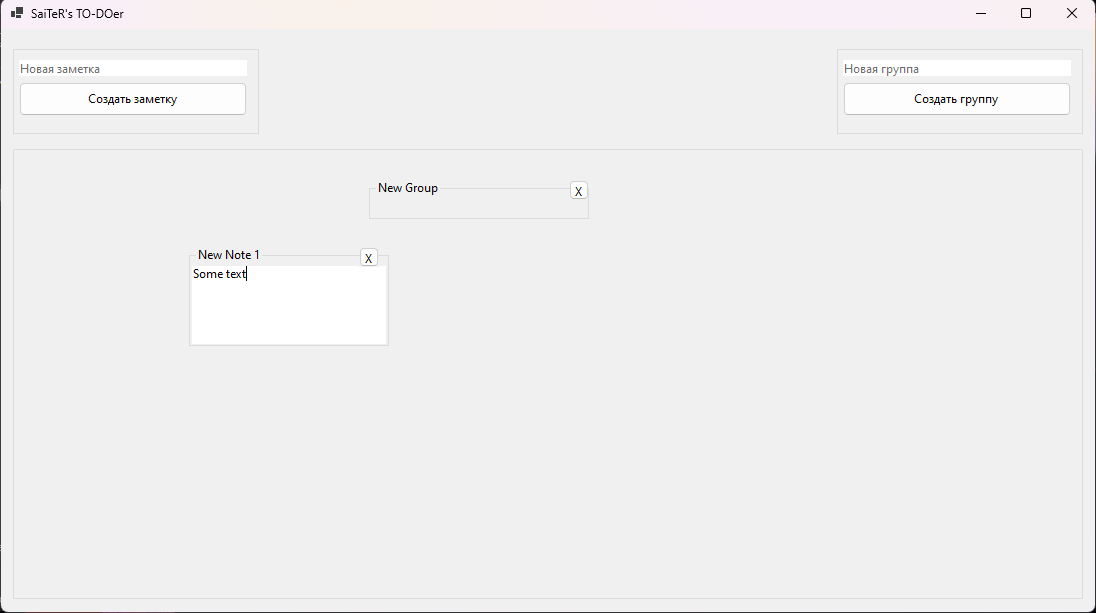 SaiTeR's TO-DOer
Новая заметка
Создать заметку
Новая группа
Создать группу
New Group
X
New Note 1
X
Some text